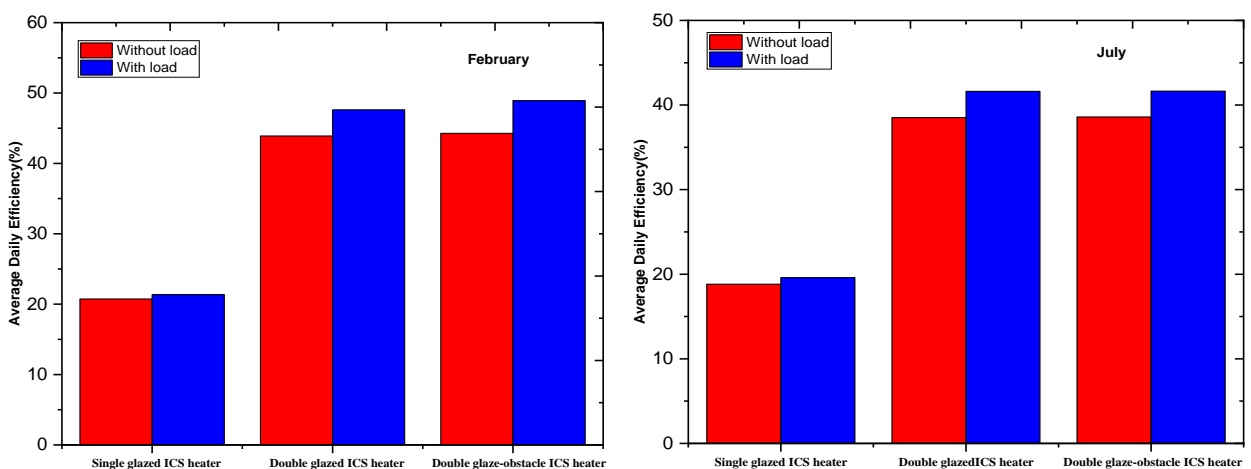 60
50
40
30
20
10
0
Average Daily Efficiency(%)
Without load
With load
February
Single glazed ICS heater
Double glazed ICS heater
Double glaze-obstacle ICS heater
50
40
30
20
10
0
Average Daily Efficiency(%)
Without load
With load
July
Single glazed ICS heater
Double glazedICS heater
Double glaze-obstacle ICS heater